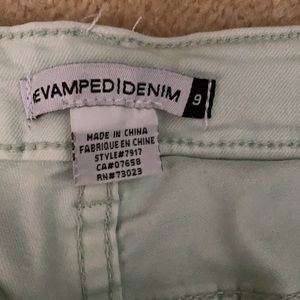 EVAMPED|DENIM 9
MADE IN CHINA
FABRIQUE EN CHINE
STYLE#7917
CA#07658
RN#73023